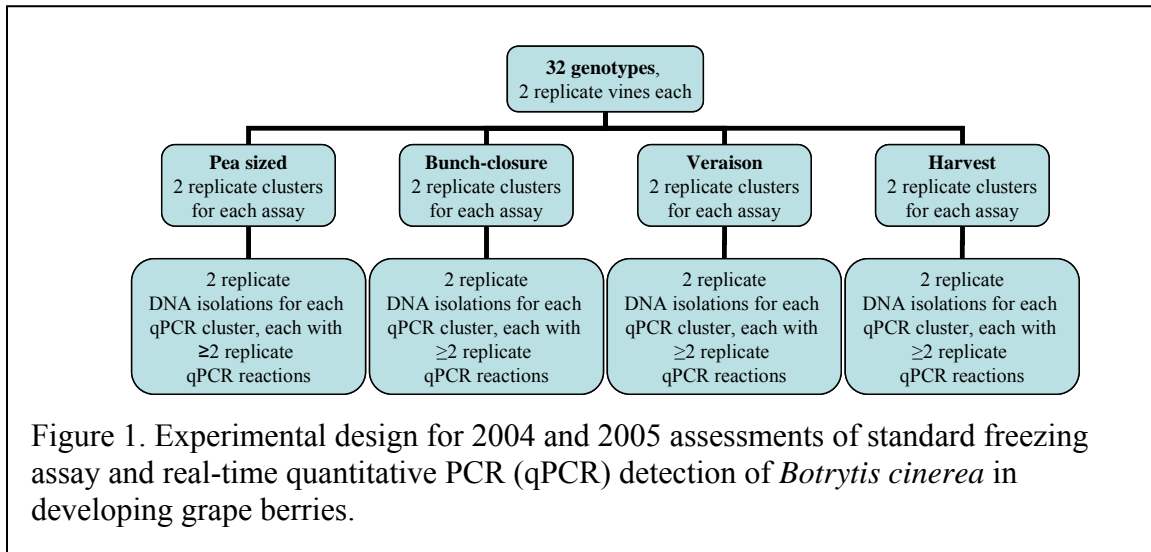 32 genotypes,
2 replicate vines each
Pea sized
2 replicate clusters
for each assay
Bunch-closure
2 replicate clusters
for each assay
Veraison
2 replicate clusters
for each assay
Harvest
2 replicate clusters
for each assay
2 replicate
DNA isolations for each
qPCR cluster, each with
≥2 replicate
qPCR reactions
2 replicate
DNA isolations for each
qPCR cluster, each with
≥2 replicate
qPCR reactions
2 replicate
DNA isolations for each
qPCR cluster, each with
≥2 replicate
qPCR reactions
2 replicate
DNA isolations for each
qPCR cluster, each with
≥2 replicate
qPCR reactions
Figure 1. Experimental design for 2004 and 2005 assessments of standard freezing
assay and real-time quantitative PCR (qPCR) detection of Botrytis cinerea in
developing grape berries.